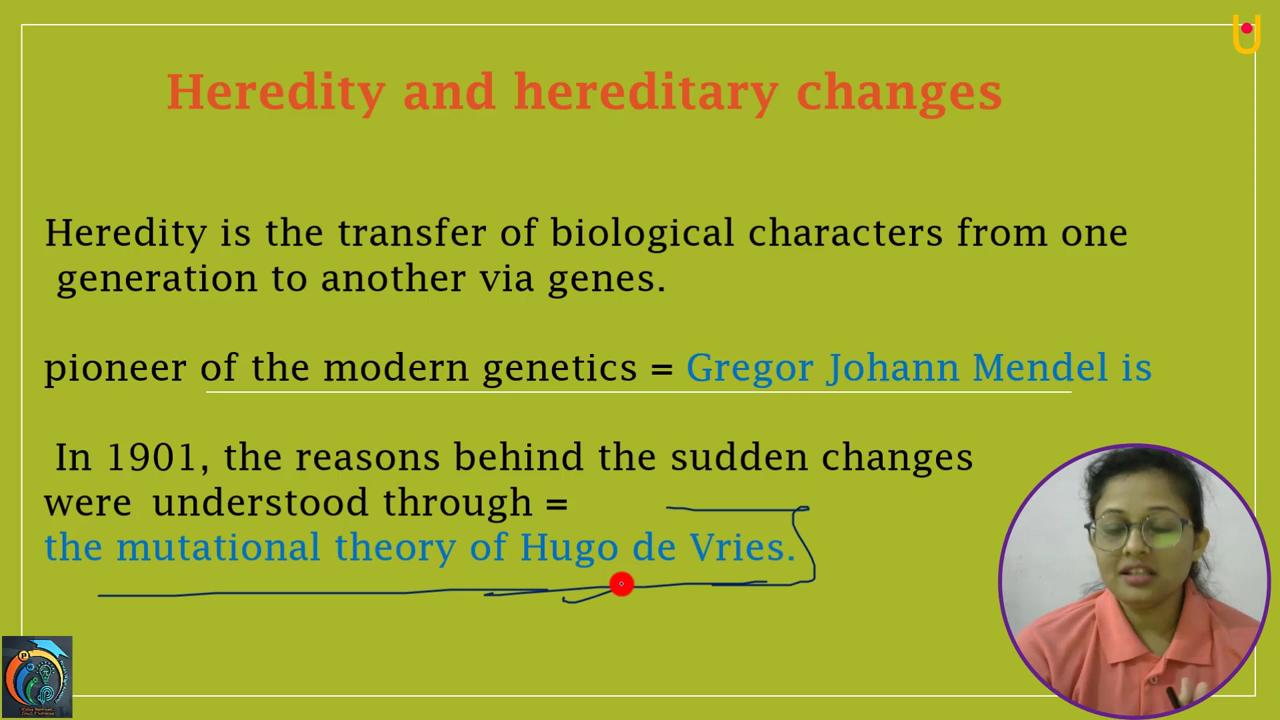 Heredity and hereditary changes
Heredity is the transfer of biological characters from one
generation to another via genes.
pioneer of the modern genetics = Gregor Johann Mendel is
In 1901, the reasons behind the sudden changes
were understood through =
the mutational theory of Hugo de Vries.